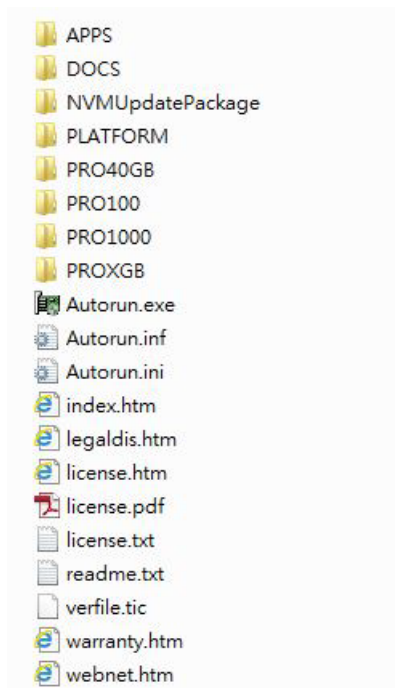 APPS
DOCS
NVMUpdatePackage
PLATFORM
PRO40GB
PRO100
PRO1000
PROXGB
Autorun.exe
Autorun.inf
Autorun.ini
index.htm
legaldis.htm
license.htm
license.pdf
license.txt
readme.txt
verfile.tic
warranty.htm
webnet.htm